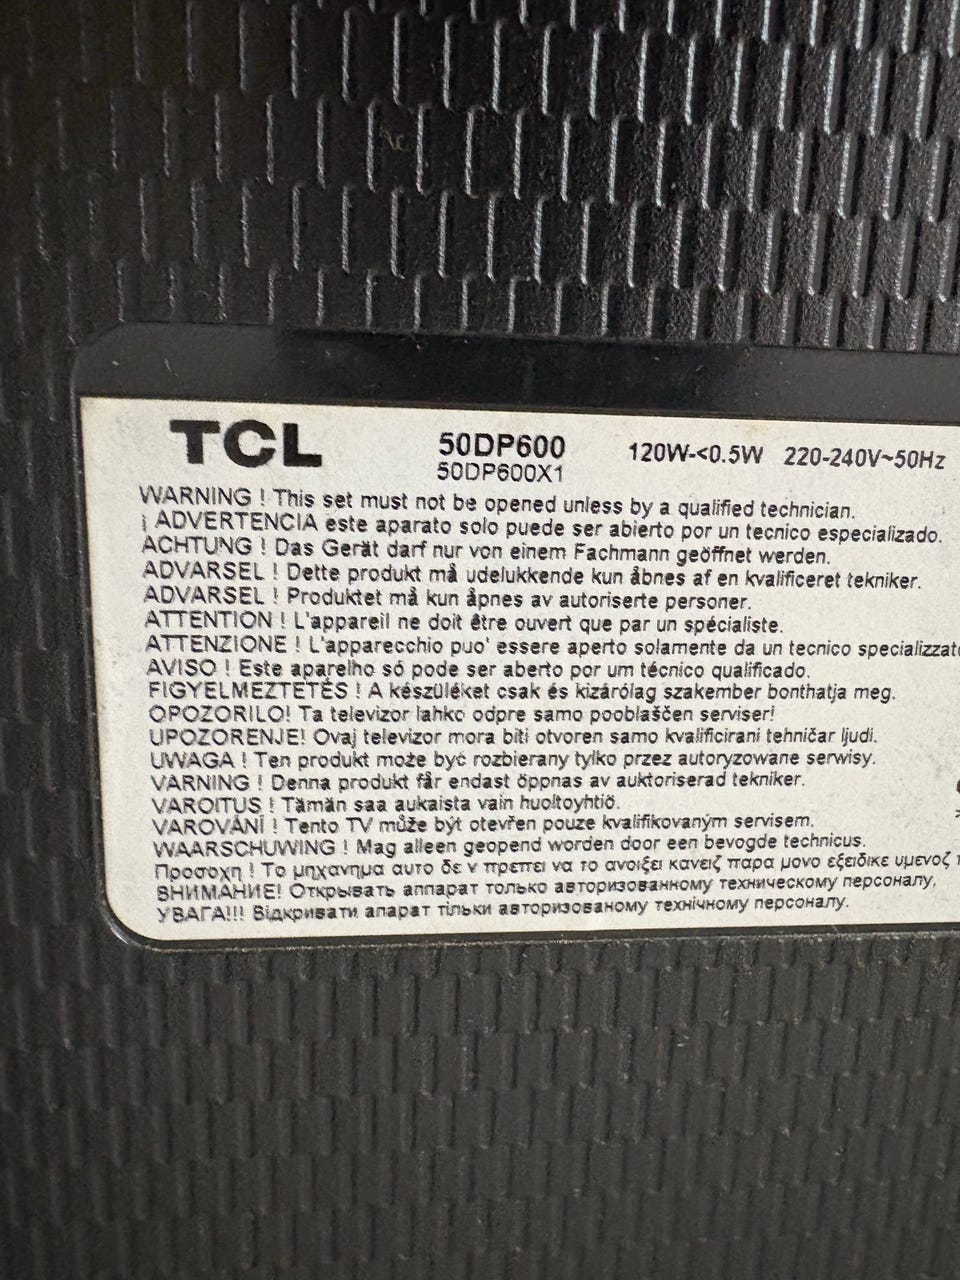 TCL 50DP600 120W-<0.5W 220-240V~50Hz
50DP600X1
WARNING ! This set must not be opened unless by a qualified technician.
¡ ADVERTENCIA este aparato solo puede ser abierto por un tecnico especializado.
ACHTUNG ! Das Gerät darf nur von einem Fachmann geöffnet werden.
ADVARSEL ! Dette produkt må udelukkende kun åbnes af en kvalificeret tekniker.
ADVARSEL ! Produktet må kun åpnes av autoriserte personer.
ATTENTION ! L'appareil ne doit être ouvert que par un spécialiste.
ATTENZIONE ! L'apparecchio puo' essere aperto solamente da un tecnico specializzato
AVISO ! Este aparelho só pode ser aberto por um técnico qualificado.
FIGYELMEZTETÉS ! A készüléket csak és kizárólag szakember bonthatja meg.
OPOZORILO! Ta televizor lahko odpre samo pooblaščen serviser!
UPOZORENJE! Ovaj televizor mora biti otvoren samo kvalificirani tehničar ljudi.
UWAGA ! Ten produkt może być rozbierany tylko przez autoryzowane serwisy.
VARNING ! Denna produkt får endast öppnas av auktoriserad tekniker.
VAROITUS ! Tämän saa aukaista vain huoltoyhtiö.
VAROVÁNÍ ! Tento TV může být otevřen pouze kvalifikovaným servisem.
WAARSCHUWING ! Mag alleen geopend worden door een bevogde technicus.
Προσοχη ! Το μηχανημα αυτο δε ν πρεπει να το ανοιξει κανειζ παρα μονο εξειδικε υμενοζ
ВНИМАНИЕ! Открывать аппарат только авторизованному техническому персоналу.
УВАГА!!! Відкривати апарат тільки авторизованому технічному персоналу.